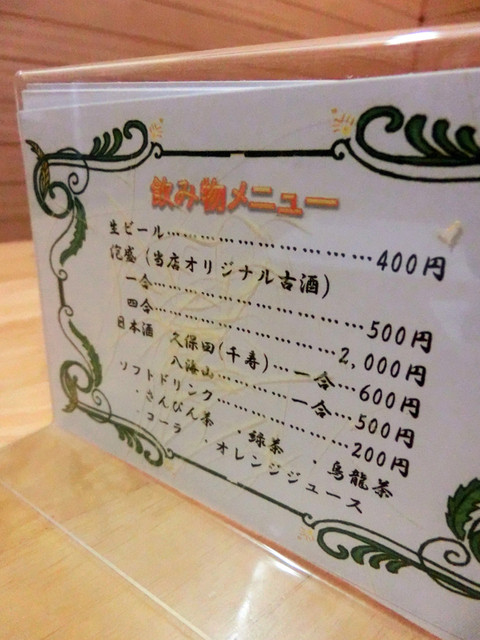 飲み物メニュー
生ビール………………………400円
泡盛(当店オリジナル古酒)
一合…………………………500円
四合…………………………2,000円
日本酒 久保田(千寿)…一合…600円
八海山…………一合…500円
ソフトドリンク…………………200円
・さんぴん茶 ・緑茶 ・烏龍茶
・コーラ ・オレンジジュース